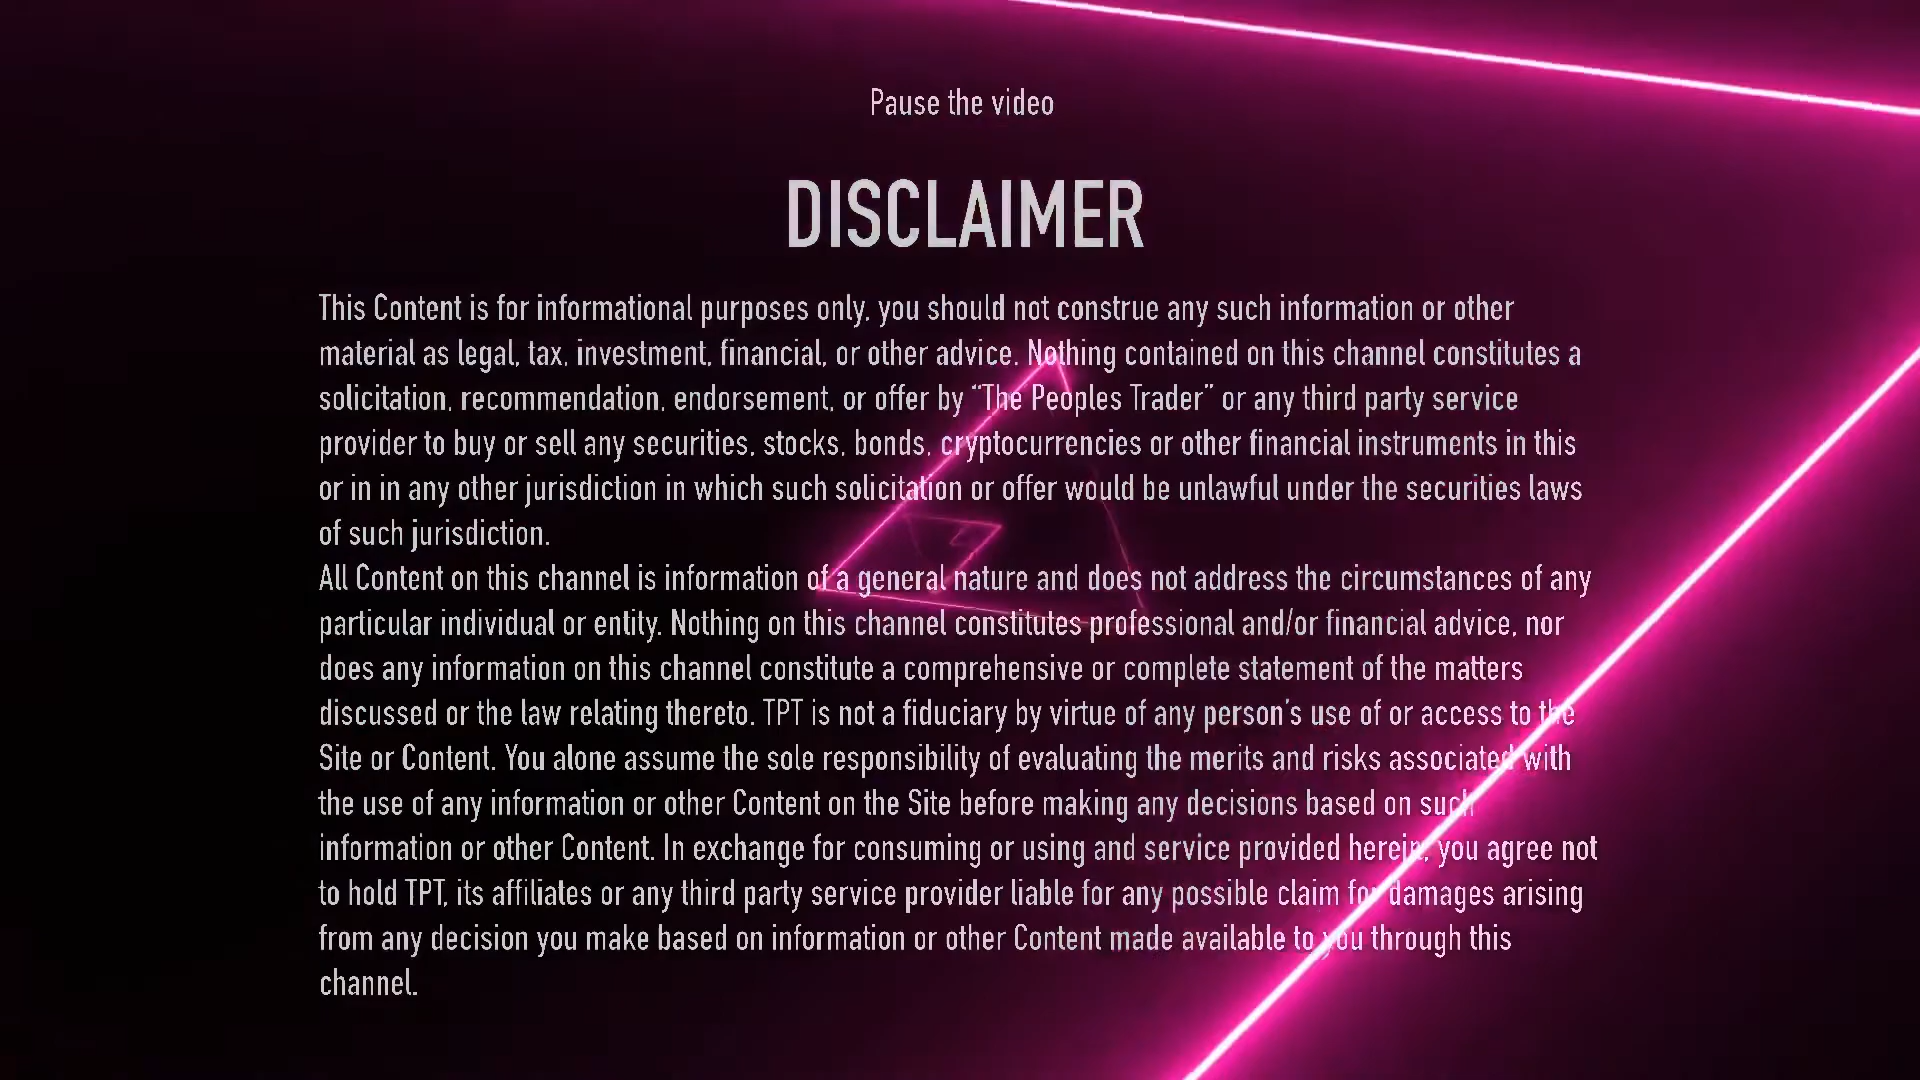 Pause the video
DISCLAIMER
This Content is for informational purposes only, you should not construe any such information or other
material as legal, tax, investment, financial, or other advice. Nothing contained on this channel constitutes a
solicitation, recommendation, endorsement, or offer by “The Peoples Trader” or any third party service
provider to buy or sell any securities, stocks, bonds, cryptocurrencies or other financial instruments in this
or in in any other jurisdiction in which such solicitation or offer would be unlawful under the securities laws
of such jurisdiction.
All Content on this channel is information of a general nature and does not address the circumstances of any
particular individual or entity. Nothing on this channel constitutes professional and/or financial advice, nor
does any information on this channel constitute a comprehensive or complete statement of the matters
discussed or the law relating thereto. TPT is not a fiduciary by virtue of any person’s use of or access to the
Site or Content. You alone assume the sole responsibility of evaluating the merits and risks associated with
the use of any information or other Content on the Site before making any decisions based on such
information or other Content. In exchange for consuming or using and service provided herein, you agree not
to hold TPT, its affiliates or any third party service provider liable for any possible claim for damages arising
from any decision you make based on information or other Content made available to you through this
channel.